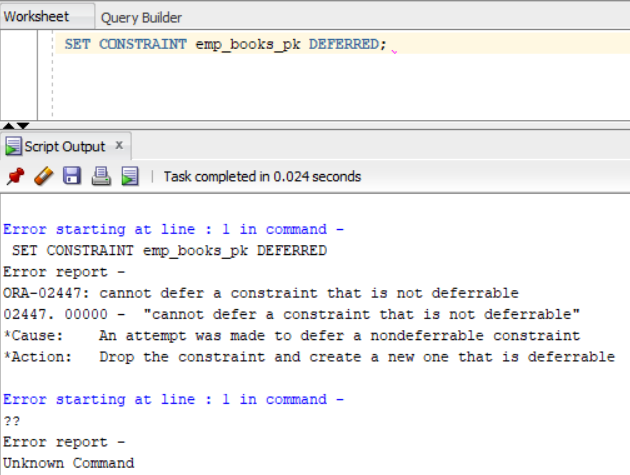 Worksheet Query Builder
SET CONSTRAINT emp_books_pk DEFERRED;
Script Output x
Task completed in 0.024 seconds
Error starting at line : 1 in command -
SET CONSTRAINT emp_books_pk DEFERRED
Error report -
ORA-02447: cannot defer a constraint that is not deferrable
02447. 00000 - "cannot defer a constraint that is not deferrable"
*Cause: An attempt was made to defer a nondeferrable constraint
*Action: Drop the constraint and create a new one that is deferrable
Error starting at line : 1 in command -
??
Error report -
Unknown Command